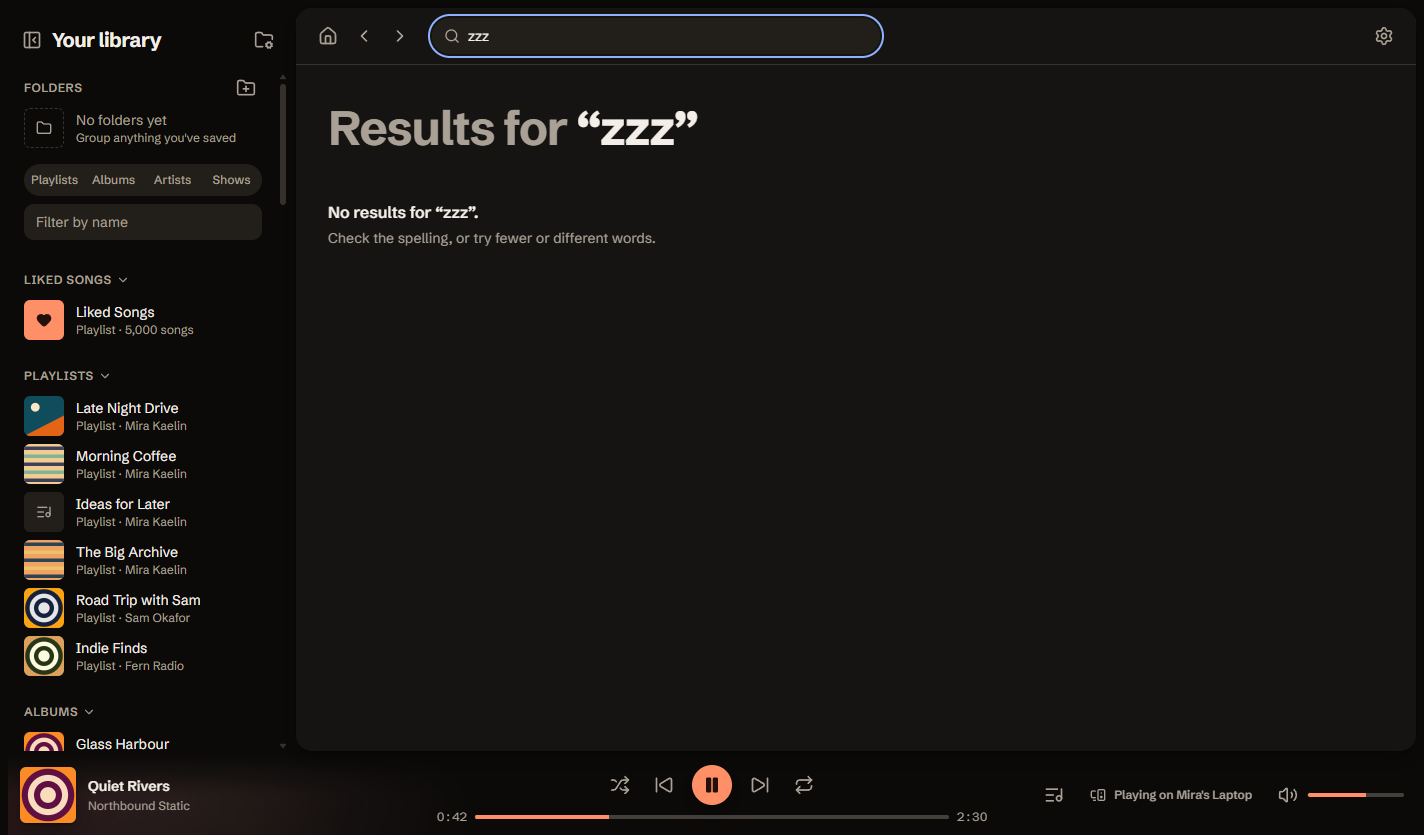 Your library
FOLDERS
No folders yet
Group anything you've saved
Playlists Albums Artists Shows
Filter by name
LIKED SONGS
Liked Songs
Playlist · 5,000 songs
PLAYLISTS
Late Night Drive
Playlist · Mira Kaelin
Morning Coffee
Playlist · Mira Kaelin
Ideas for Later
Playlist · Mira Kaelin
The Big Archive
Playlist · Mira Kaelin
Road Trip with Sam
Playlist · Sam Okafor
Indie Finds
Playlist · Fern Radio
ALBUMS
Glass Harbour
zzz
Results for “zzz”
No results for “zzz”.
Check the spelling, or try fewer or different words.
Quiet Rivers
Northbound Static
0:42
2:30
Playing on Mira's Laptop